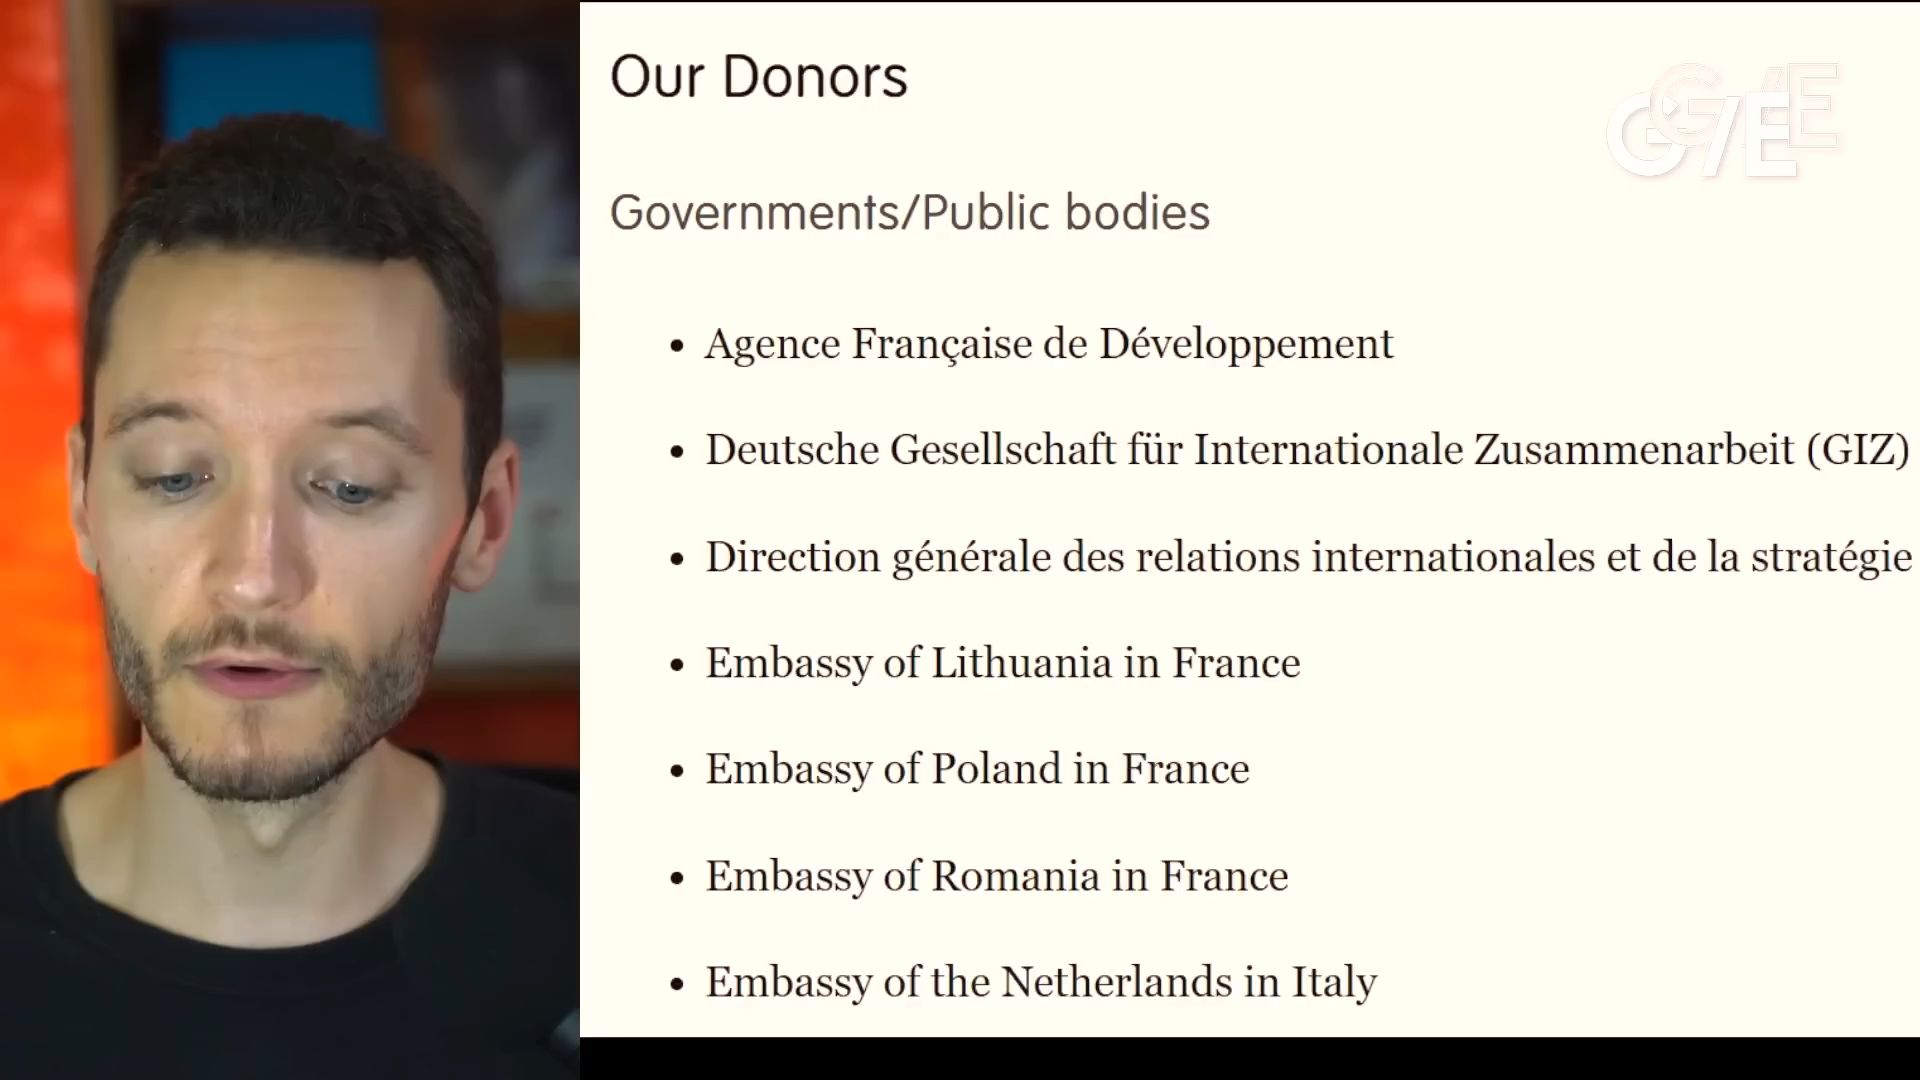 Our Donors
G/E
Governments/Public bodies
• Agence Française de Développement
• Deutsche Gesellschaft für Internationale Zusammenarbeit (GIZ)
• Direction générale des relations internationales et de la stratégie
• Embassy of Lithuania in France
• Embassy of Poland in France
• Embassy of Romania in France
• Embassy of the Netherlands in Italy